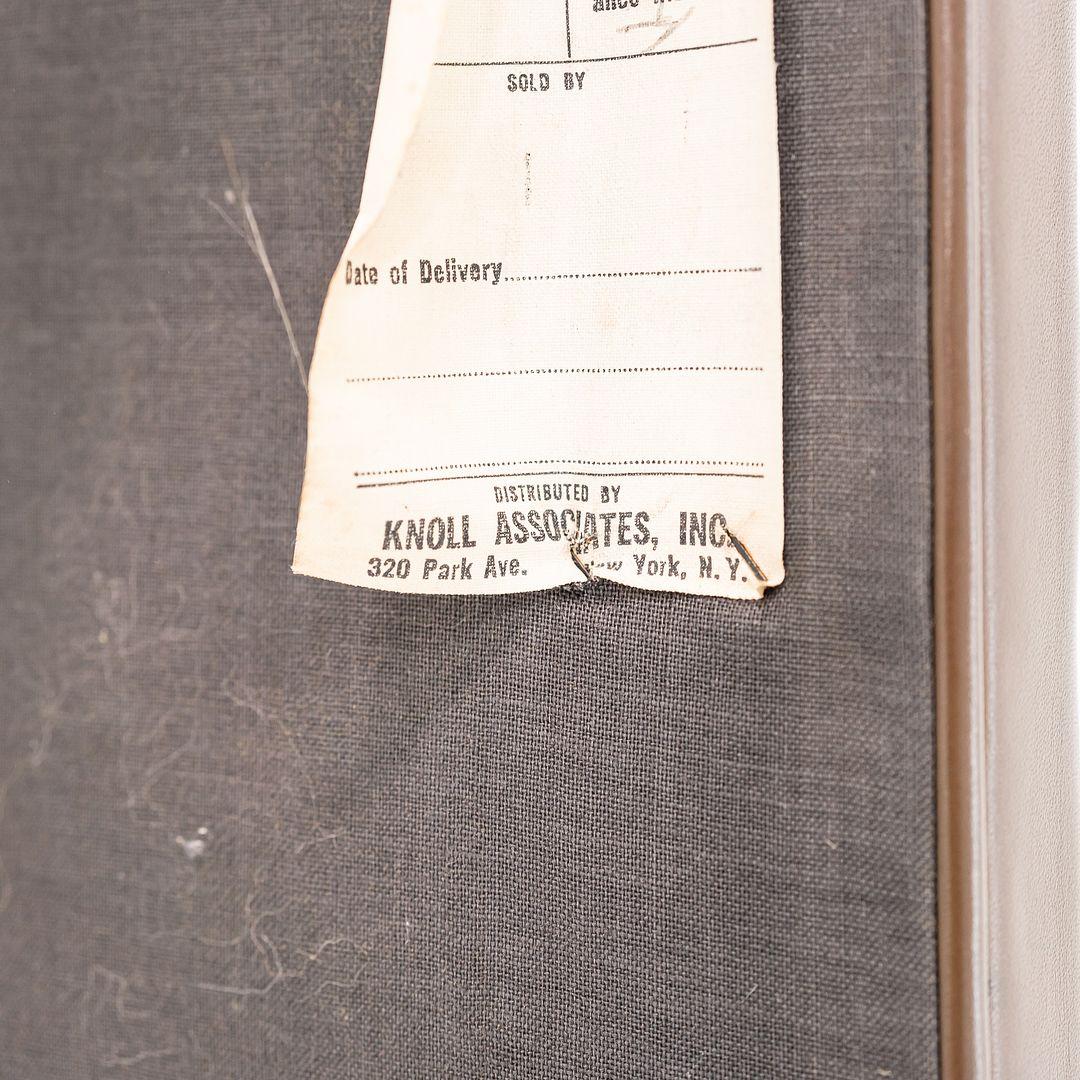 SOLD BY
Date of Delivery
DISTRIBUTED BY
KNOLL ASSOCIATES, INC.
320 Park Ave. New York, N. Y.